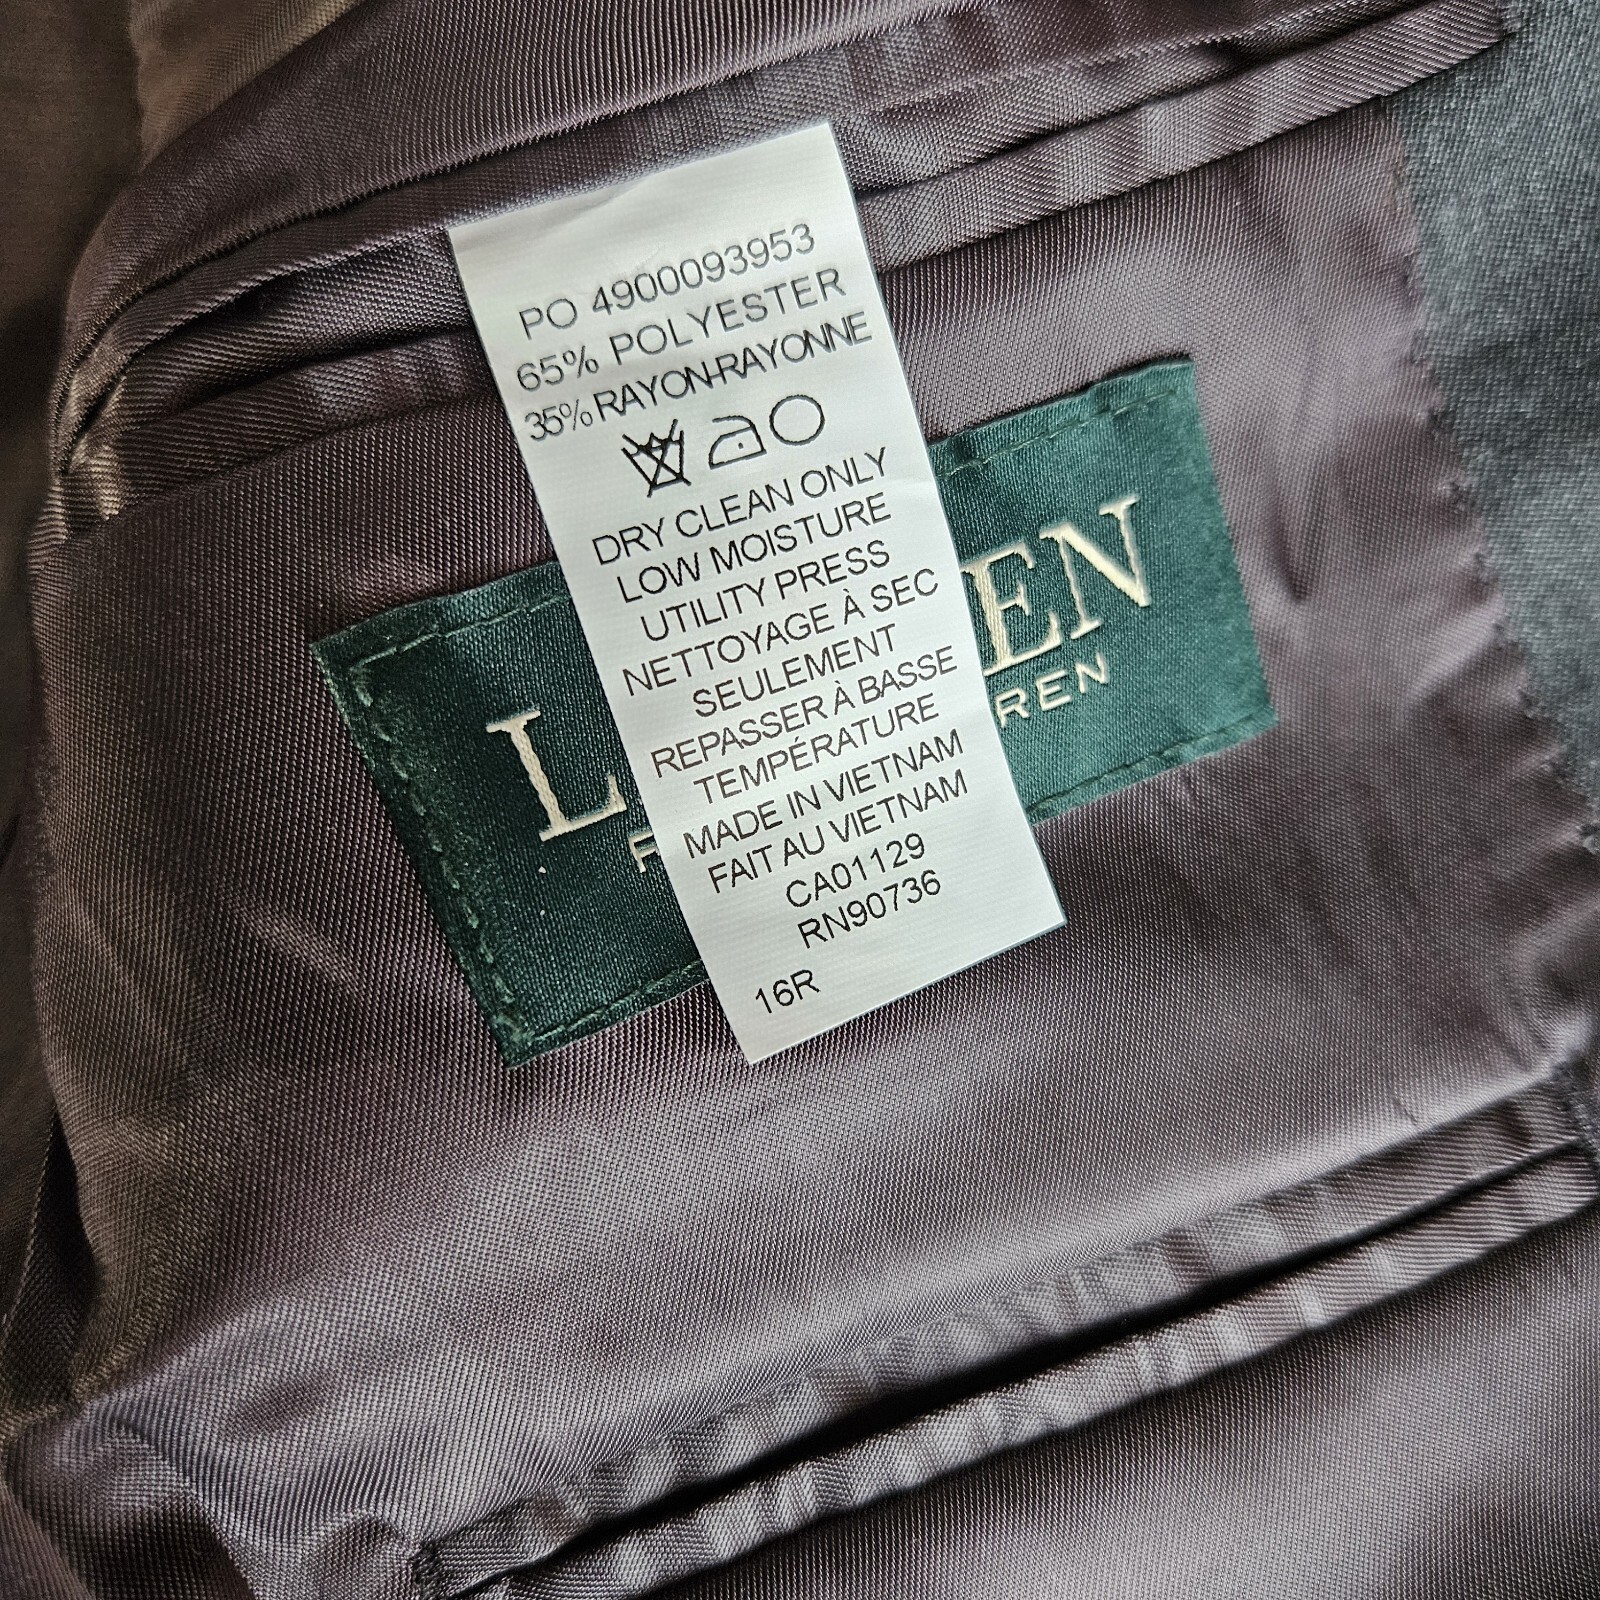 PO 4900093953
65% POLYESTER
35% RAYON-RAYONNE
DRY CLEAN ONLY
LOW MOISTURE
UTILITY PRESS
NETTOYAGE À SEC
SEULEMENT
REPASSER À BASSE
TEMPÉRATURE
MADE IN VIETNAM
FAIT AU VIETNAM
CA01129
RN90736
16R